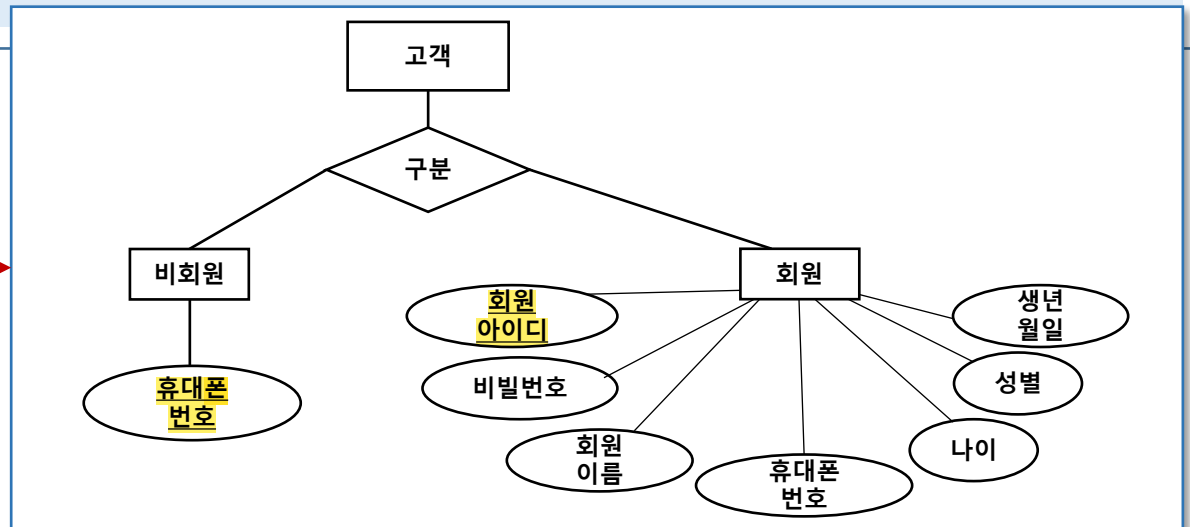 고객
구분
비회원
회원
회원
아이디
생년
월일
비빌번호
성별
휴대폰
번호
회원
이름
나이
휴대폰
번호